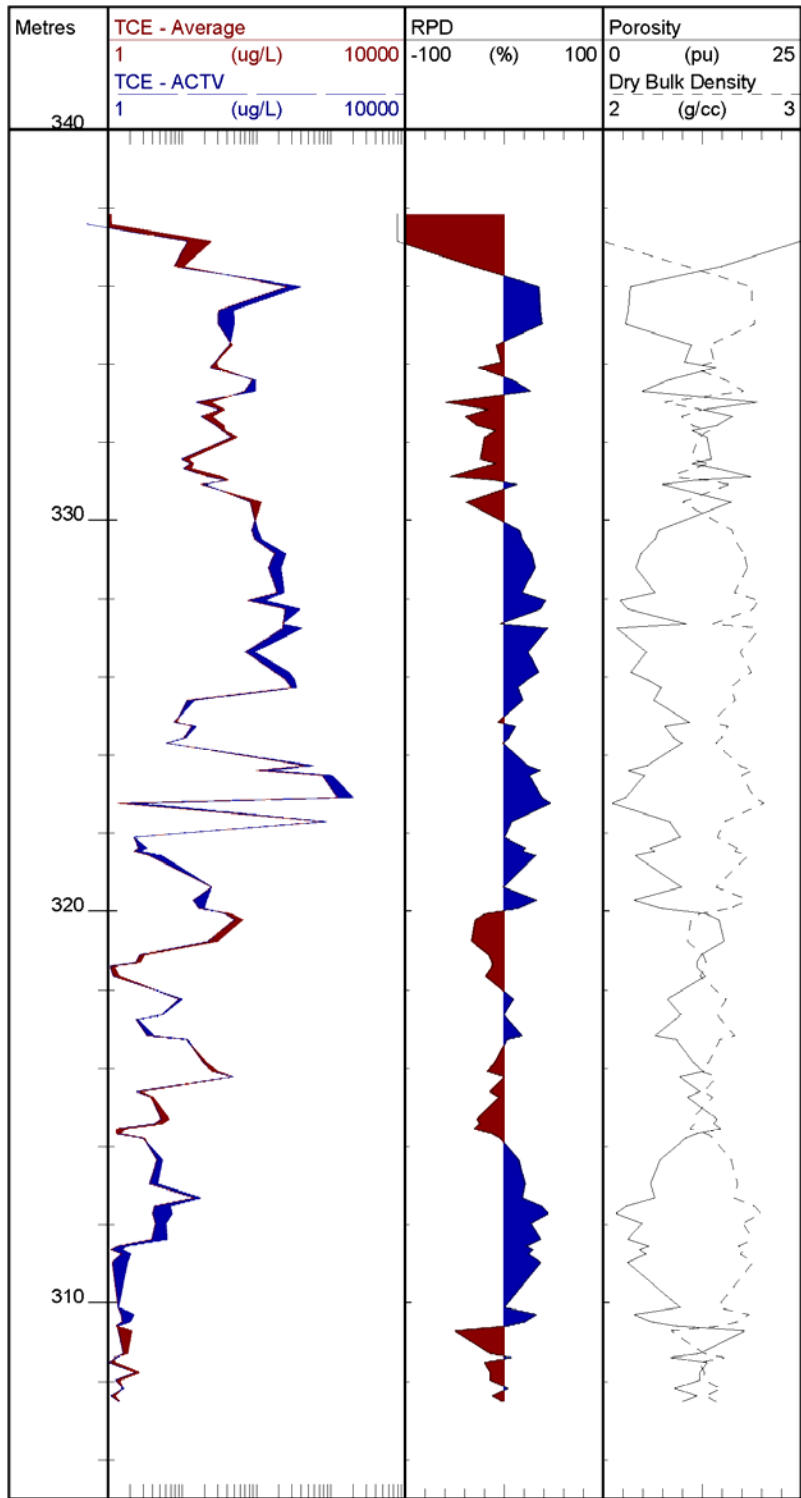 Metres TCE - Average RPD Porosity
1 (ug/L) 10000 -100 (%) 100 0 (pu) 25
TCE - ACTV Dry Bulk Density
1 (ug/L) 10000 2 (g/cc) 3
340
330
320
310